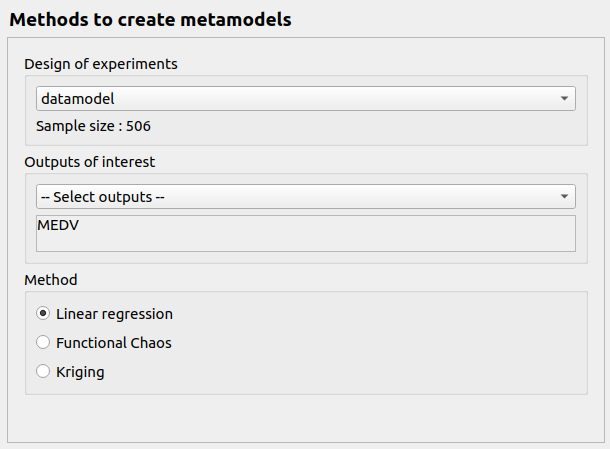 Methods to create metamodels
Design of experiments
datamodel
Sample size : 506
Outputs of interest
-- Select outputs --
MEDV
Method
Linear regression
Functional Chaos
Kriging